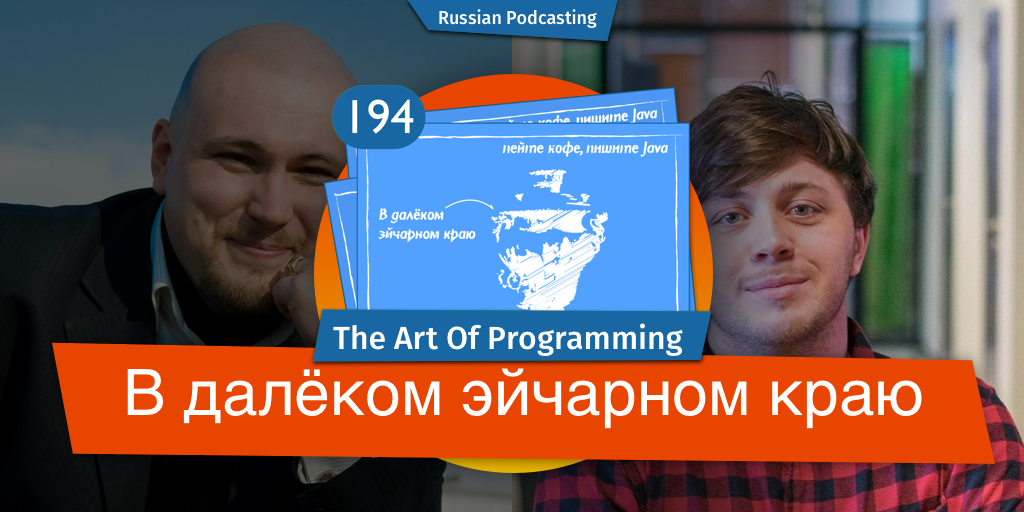 Russian Podcasting
194
кофе, пишите Java
пейте кофе, пишите Java
В далёком
эйчарном краю
The Art Of Programming
В далёком эйчарном краю